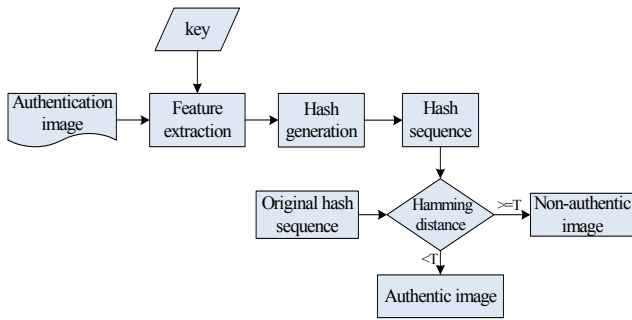 key
Authentication
image
Feature
extraction
Hash
generation
Hash
sequence
Original hash
sequence
Hamming
distance
>=T
Non-authentic
image
<T
Authentic image